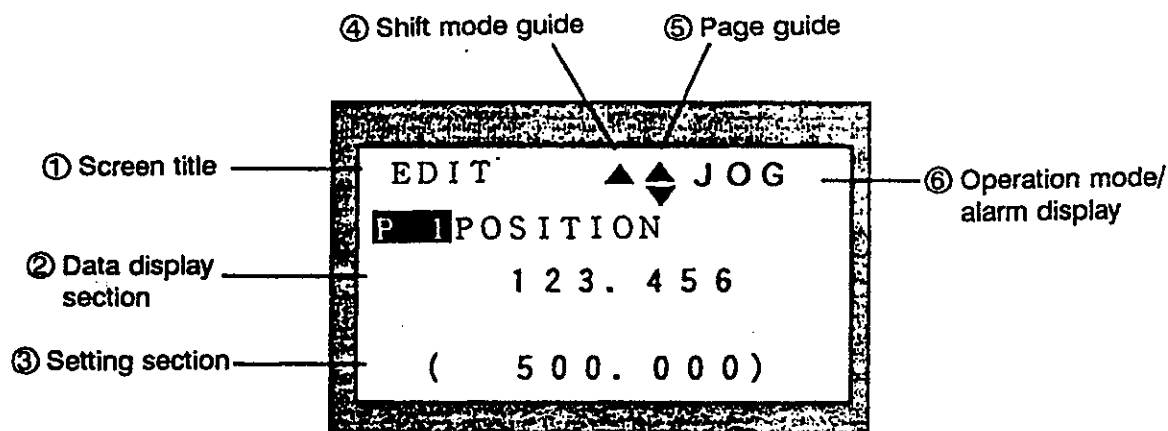 ④ Shift mode guide
⑤ Page guide
① Screen title
EDIT ▲ JOG
⑥ Operation mode/
alarm display
P 1 POSITION
② Data display
section
123.456
③ Setting section
( 500.000)